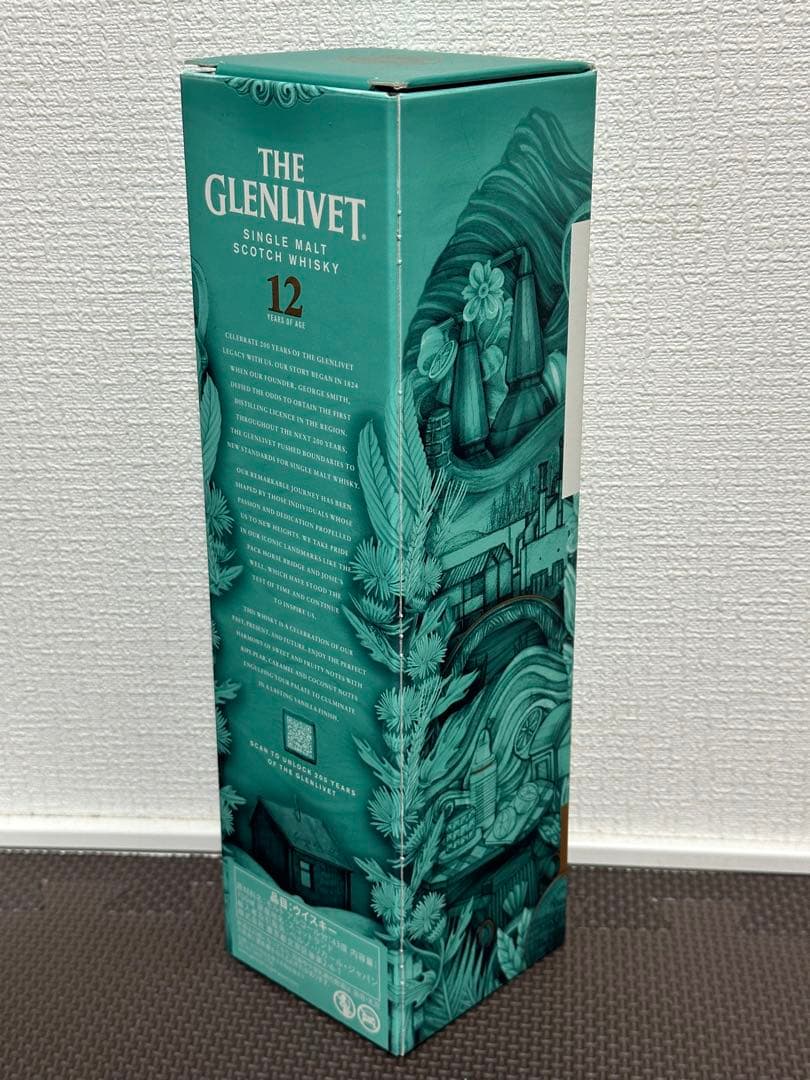 THE
GLENLIVET®
SINGLE MALT
SCOTCH WHISKY
12
YEARS OF AGE
CELEBRATE 200 YEARS OF THE GLENLIVET
LEGACY WITH US. OUR STORY BEGAN IN 1824
WHEN OUR FOUNDER, GEORGE SMITH,
DEFIED THE ODDS TO OBTAIN THE FIRST
DISTILLING LICENCE IN THE REGION.
THROUGHOUT THE NEXT 200 YEARS,
THE GLENLIVET PUSHED BOUNDARIES TO
NEW STANDARDS FOR SINGLE MALT WHISKY.
OUR REMARKABLE JOURNEY HAS BEEN
SHAPED BY THOSE INDIVIDUALS WHOSE
PASSION AND DEDICATION PROPELLED
US TO NEW HEIGHTS. WE TAKE PRIDE
IN OUR ICONIC LANDMARKS LIKE THE
PACK HORSE BRIDGE AND JOSIE'S
WELL, WHICH HAVE STOOD THE
TEST OF TIME AND CONTINUE
TO INSPIRE US.
THIS WHISKY IS A CELEBRATION OF OUR
PAST, PRESENT, AND FUTURE. ENJOY THE PERFECT
HARMONY OF SWEET AND FRUITY NOTES WITH
RIPE PEAR, CARAMEL AND COCONUT NOTES
ENGULFING YOUR PALATE TO CULMINATE
IN A LASTING VANILLA FINISH.
SCAN TO UNLOCK 200 YEARS
OF THE GLENLIVET
品目:ウイスキー